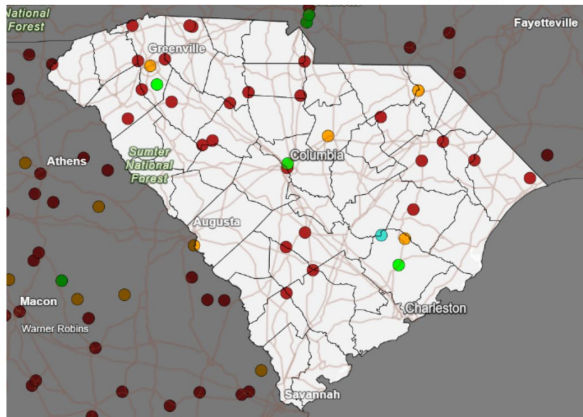 National
Forest
Fayetteville
Greenville
Athens
Sumter
National
Forest
Columbia
Augusta
Macon
Warner Robins
Charleston
Savannah